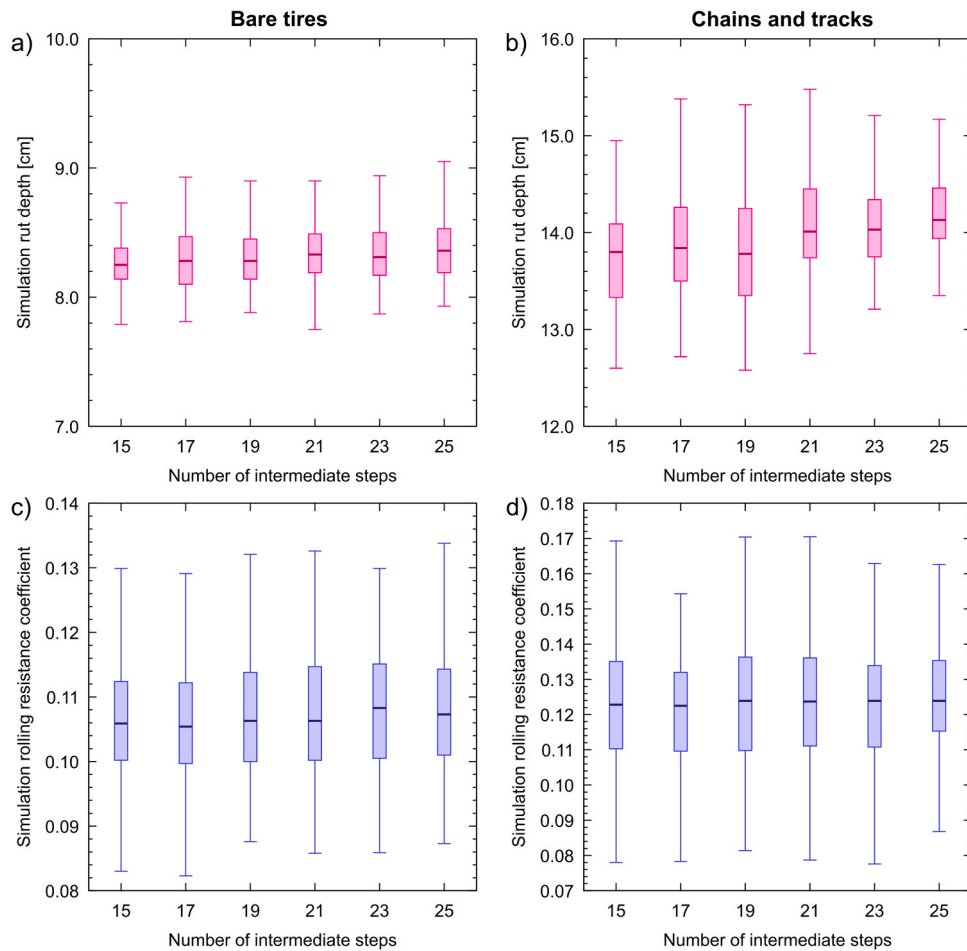 Bare tires
Chains and tracks
a)
10.0
9.0
8.0
7.0
Simulation rut depth [cm]
15 17 19 21 23 25
Number of intermediate steps
b)
16.0
15.0
14.0
13.0
12.0
Simulation rut depth [cm]
15 17 19 21 23 25
Number of intermediate steps
c)
0.14
0.13
0.12
0.11
0.10
0.09
0.08
Simulation rolling resistance coefficient
15 17 19 21 23 25
Number of intermediate steps
d)
0.18
0.17
0.16
0.15
0.14
0.13
0.12
0.11
0.10
0.09
0.08
0.07
Simulation rolling resistance coefficient
15 17 19 21 23 25
Number of intermediate steps